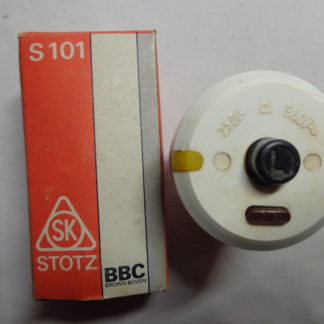 S 101
SK
STOTZ
BBC
BROWN BOVERI